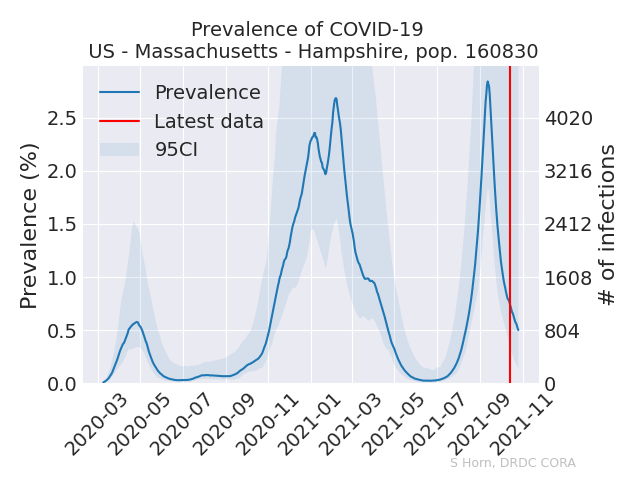 Prevalence of COVID-19
US - Massachusetts - Hampshire, pop. 160830
Prevalence
Latest data
95CI
Prevalence (%)
2.5
2.0
1.5
1.0
0.5
0.0
4020
3216
2412
1608
804
0
# of infections
2020-03
2020-05
2020-07
2020-09
2020-11
2021-01
2021-03
2021-05
2021-07
2021-09
2021-11
S Horn, DRDC CORA